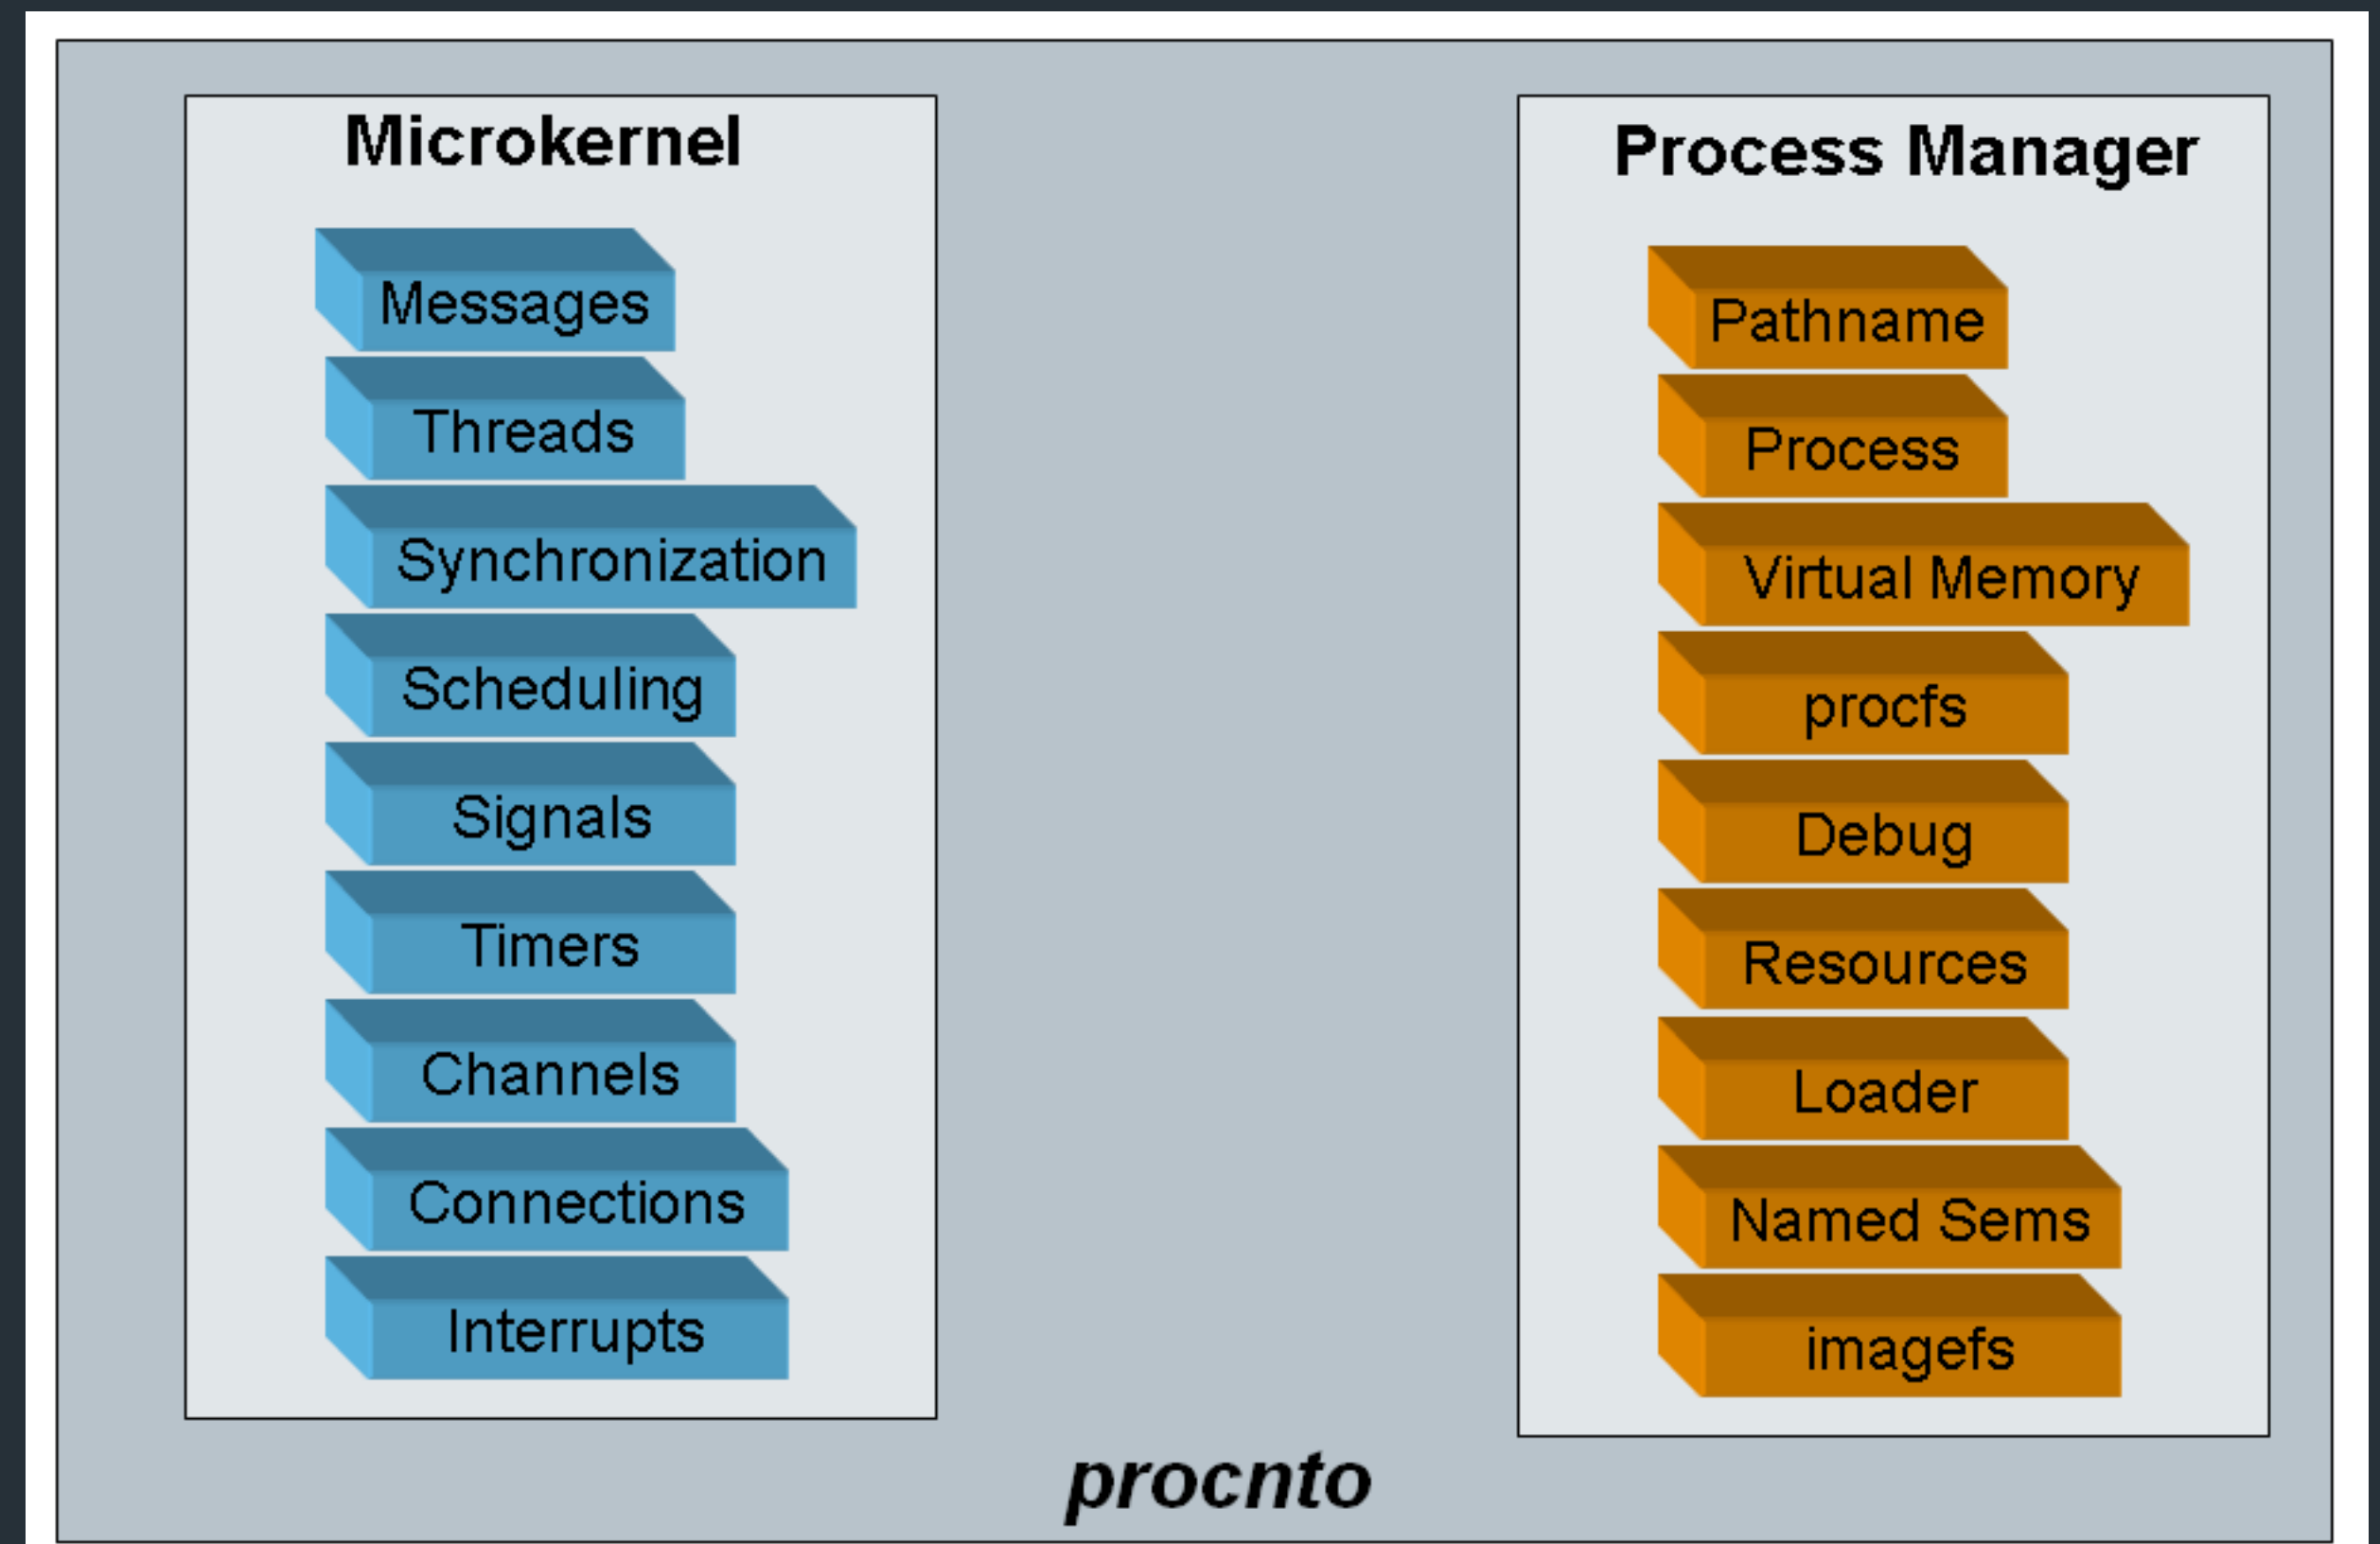 Microkernel
Messages
Threads
Synchronization
Scheduling
Signals
Timers
Channels
Connections
Interrupts
Process Manager
Pathname
Process
Virtual Memory
procfs
Debug
Resources
Loader
Named Sems
imagefs
procnto